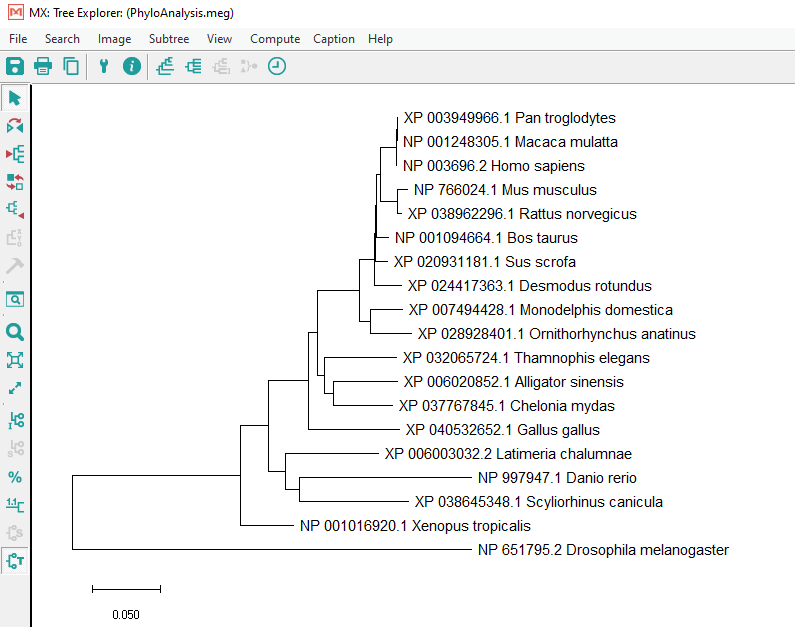 MX: Tree Explorer: (PhyloAnalysis.meg)
File Search Image Subtree View Compute Caption Help
XP 003949966.1 Pan troglodytes
NP 001248305.1 Macaca mulatta
NP 003696.2 Homo sapiens
NP 766024.1 Mus musculus
XP 038962296.1 Rattus norvegicus
NP 001094664.1 Bos taurus
XP 020931181.1 Sus scrofa
XP 024417363.1 Desmodus rotundus
XP 007494428.1 Monodelphis domestica
XP 028928401.1 Ornithorhynchus anatinus
XP 032065724.1 Thamnophis elegans
XP 006020852.1 Alligator sinensis
XP 037767845.1 Chelonia mydas
XP 040532652.1 Gallus gallus
XP 006003032.2 Latimeria chalumnae
NP 997947.1 Danio rerio
XP 038645348.1 Scyliorhinus canicula
NP 001016920.1 Xenopus tropicalis
NP 651795.2 Drosophila melanogaster
0.050